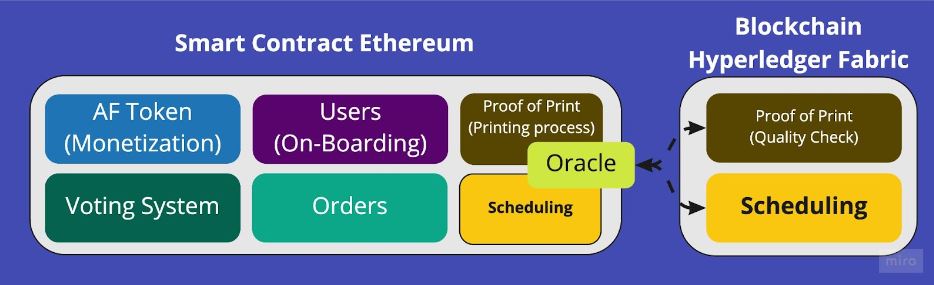 Smart Contract Ethereum
AF Token
(Monetization)
Users
(On-Boarding)
Proof of Print
(Printing process)
Oracle
Voting System
Orders
Scheduling
Blockchain
Hyperledger Fabric
Proof of Print
(Quality Check)
Scheduling
miro